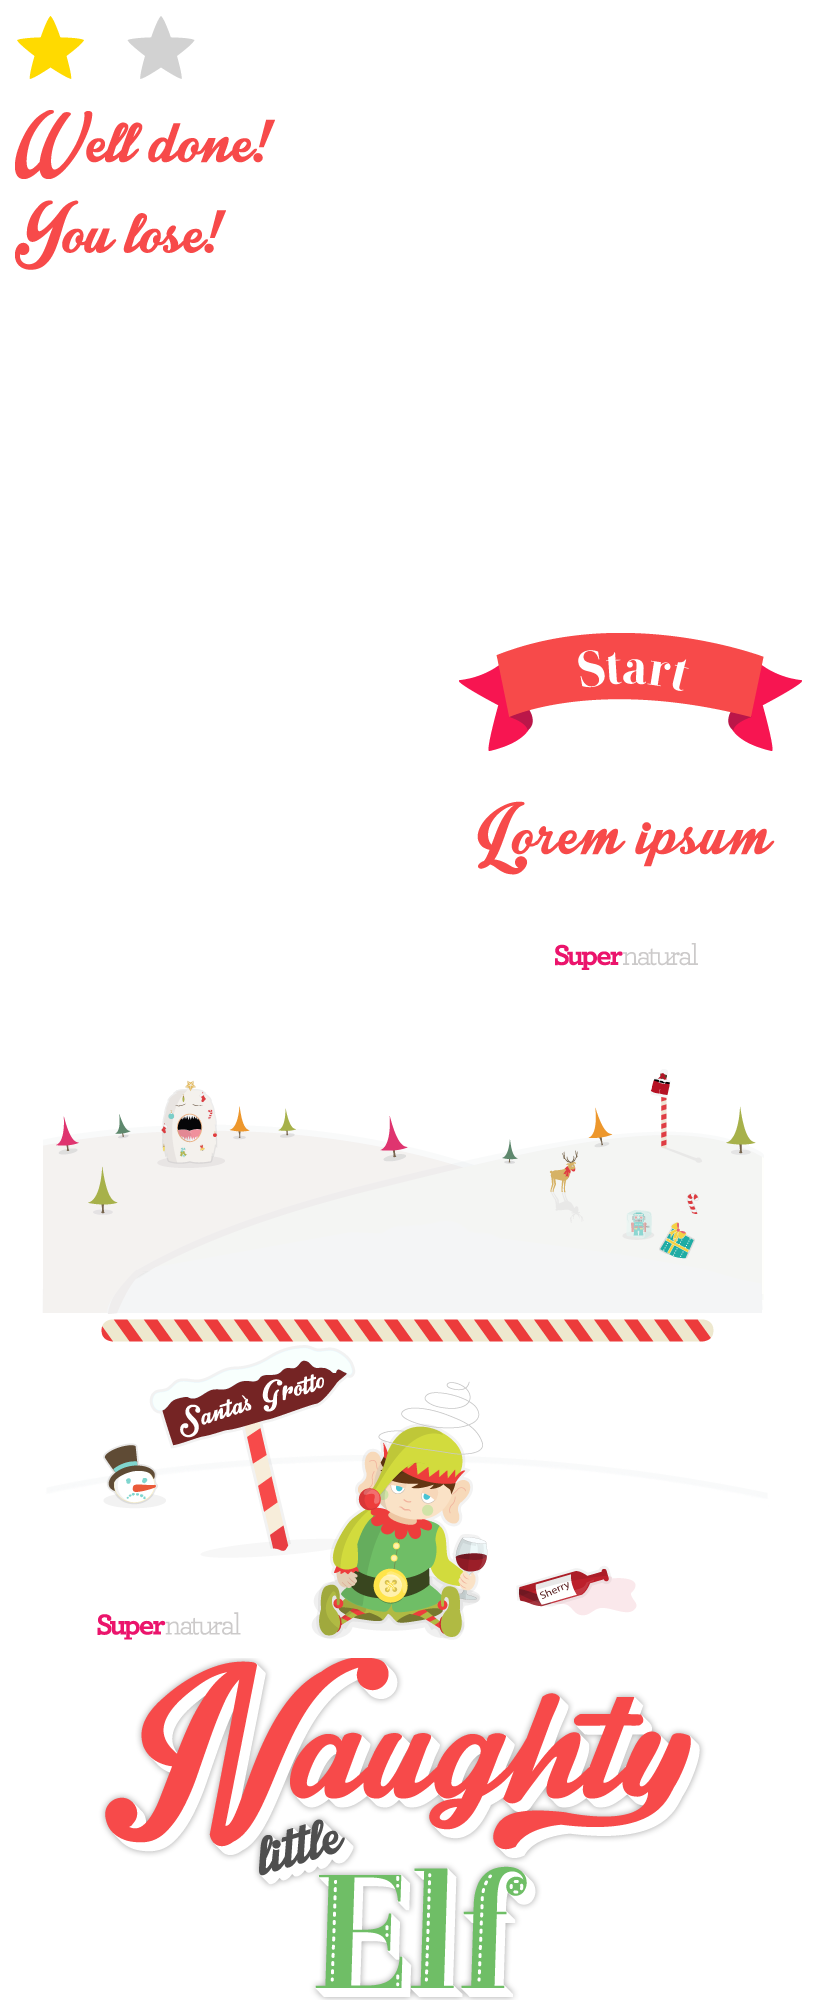 Well done!
You lose!
Start
Lorem ipsum
Supernatural
Santa's Grotto
Sherry
Supernatural
Naughty
little
Elf